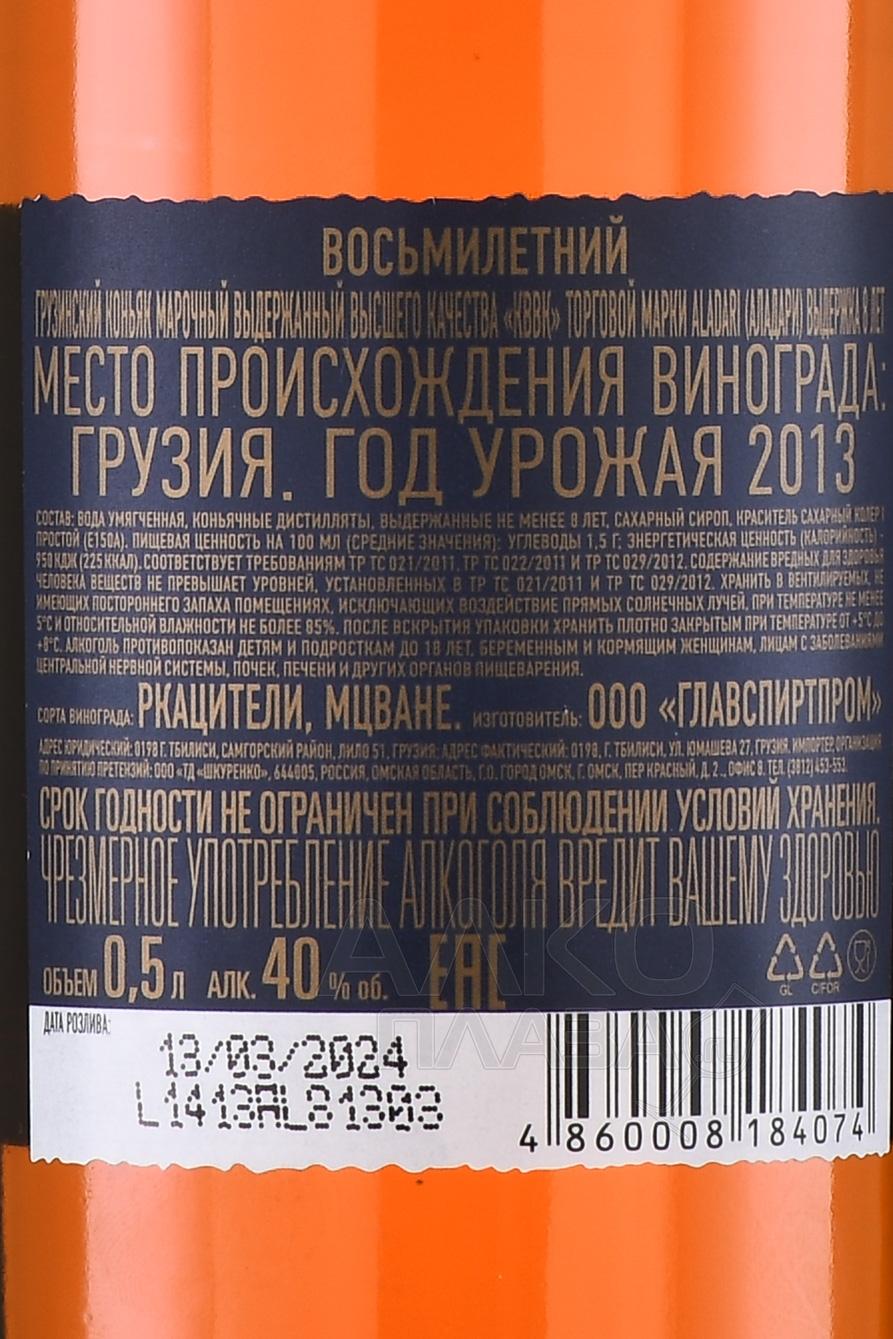 ВОСЬМИЛЕТНИЙ
ГРУЗИНСКИЙ КОНЬЯК МАРОЧНЫЙ ВЫДЕРЖАННЫЙ ВЫСШЕГО КАЧЕСТВА «КВВК» ТОРГОВОЙ МАРКИ ALADARI (АЛАДАРИ) ВЫДЕРЖКА 8 ЛЕТ
МЕСТО ПРОИСХОЖДЕНИЯ ВИНОГРАДА:
ГРУЗИЯ. ГОД УРОЖАЯ 2013
СОСТАВ: ВОДА УМЯГЧЕННАЯ, КОНЬЯЧНЫЕ ДИСТИЛЛЯТЫ, ВЫДЕРЖАННЫЕ НЕ МЕНЕЕ 8 ЛЕТ, САХАРНЫЙ СИРОП, КРАСИТЕЛЬ САХАРНЫЙ КОЛЕР I
ПРОСТОЙ (Е150А). ПИЩЕВАЯ ЦЕННОСТЬ НА 100 МЛ (СРЕДНИЕ ЗНАЧЕНИЯ): УГЛЕВОДЫ 1,5 Г; ЭНЕРГЕТИЧЕСКАЯ ЦЕННОСТЬ (КАЛОРИЙНОСТЬ) -
950 КДЖ (225 ККАЛ). СООТВЕТСТВУЕТ ТРЕБОВАНИЯМ ТР ТС 021/2011, ТР ТС 022/2011 И ТР ТС 029/2012. СОДЕРЖАНИЕ ВРЕДНЫХ ДЛЯ ЗДОРОВЬЯ
ЧЕЛОВЕКА ВЕЩЕСТВ НЕ ПРЕВЫШАЕТ УРОВНЕЙ, УСТАНОВЛЕННЫХ В ТР ТС 021/2011 И ТР ТС 029/2012. ХРАНИТЬ В ВЕНТИЛИРУЕМЫХ, НЕ
ИМЕЮЩИХ ПОСТОРОННЕГО ЗАПАХА ПОМЕЩЕНИЯХ, ИСКЛЮЧАЮЩИХ ВОЗДЕЙСТВИЕ ПРЯМЫХ СОЛНЕЧНЫХ ЛУЧЕЙ, ПРИ ТЕМПЕРАТУРЕ НЕ МЕНЕЕ
5°С И ОТНОСИТЕЛЬНОЙ ВЛАЖНОСТИ НЕ БОЛЕЕ 85%. ПОСЛЕ ВСКРЫТИЯ УПАКОВКИ ХРАНИТЬ ПЛОТНО ЗАКРЫТЫМ ПРИ ТЕМПЕРАТУРЕ ОТ +5°С ДО
+8°С. АЛКОГОЛЬ ПРОТИВОПОКАЗАН ДЕТЯМ И ПОДРОСТКАМ ДО 18 ЛЕТ, БЕРЕМЕННЫМ И КОРМЯЩИМ ЖЕНЩИНАМ, ЛИЦАМ С ЗАБОЛЕВАНИЯМИ
ЦЕНТРАЛЬНОЙ НЕРВНОЙ СИСТЕМЫ, ПОЧЕК, ПЕЧЕНИ И ДРУГИХ ОРГАНОВ ПИЩЕВАРЕНИЯ.
СОРТА ВИНОГРАДА: РКАЦИТЕЛИ, МЦВАНЕ. ИЗГОТОВИТЕЛЬ: ООО «ГЛАВСПИРТПРОМ»
АДРЕС ЮРИДИЧЕСКИЙ: 0198 Г. ТБИЛИСИ, САМГОРСКИЙ РАЙОН, ЛИЛО 51, ГРУЗИЯ; АДРЕС ФАКТИЧЕСКИЙ: 0198, Г. ТБИЛИСИ, УЛ. ЮМАШЕВА 27, ГРУЗИЯ. ИМПОРТЕР, ОРГАНИЗАЦИЯ
ПО ПРИНЯТИЮ ПРЕТЕНЗИЙ: ООО «ТД «ШКУРЕНКО», 644005, РОССИЯ, ОМСКАЯ ОБЛАСТЬ, Г.О. ГОРОД ОМСК, Г. ОМСК, ПЕР КРАСНЫЙ, Д. 2., ОФИС 8. ТЕЛ. (3812) 453-553.
СРОК ГОДНОСТИ НЕ ОГРАНИЧЕН ПРИ СОБЛЮДЕНИИ УСЛОВИЙ ХРАНЕНИЯ.
ЧРЕЗМЕРНОЕ УПОТРЕБЛЕНИЕ АЛКОГОЛЯ ВРЕДИТ ВАШЕМУ ЗДОРОВЬЮ
ОБЪЕМ 0,5 Л АЛК. 40 % ОБ. ЕАС
GL C/FOR
ДАТА РОЗЛИВА:
13/03/2024
L1413AL81303
4 860008 184074
АЛКО
ПЛАЗА